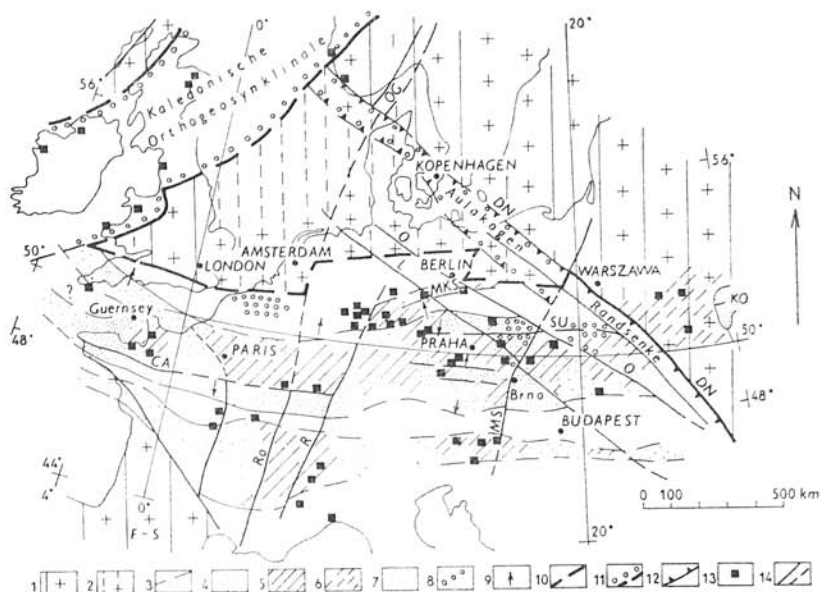 0°
20°
56°
Kaledonische
Orthogeosynklinale
OG
KOPENHAGEN
56°
O
DN
Aulakogen
N
50°
AMSTERDAM
LONDON
O
L
BERLIN
WARSZAWA
?
MKS
KO
Guernsey
SU
Randsenke
50°
48°
PARIS
PRAHA
CA
O
DN
Brno
48°
MS
BUDAPEST
Ro
R
44°
4°
0°
F-S
20°
0 100 500 km
1 2 3 4 5 6 7 8 9 10 11 12 13 14